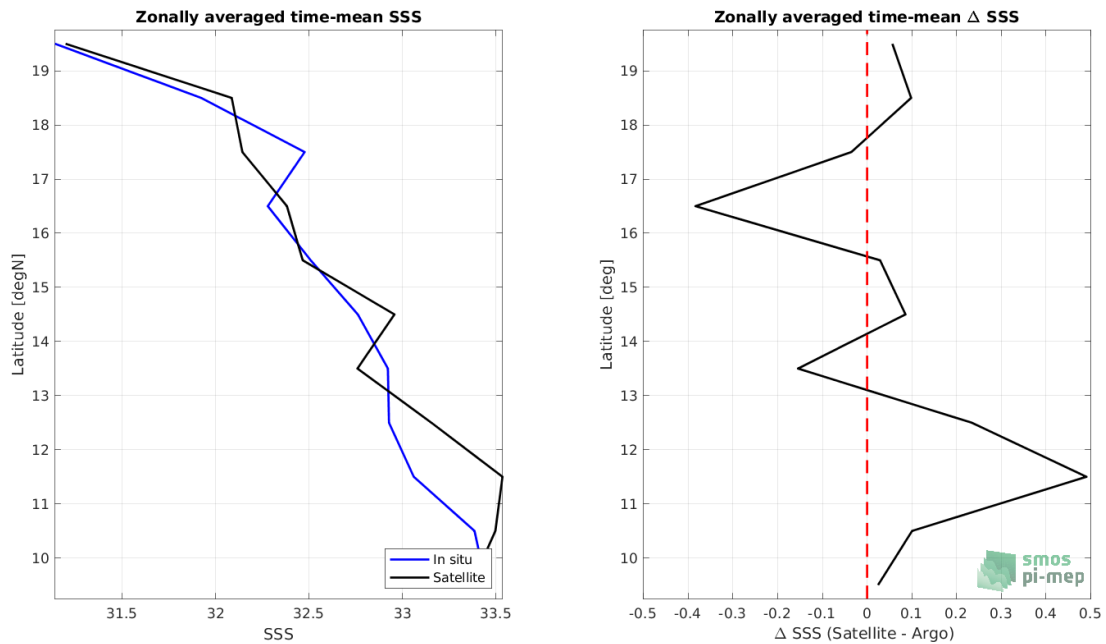 Zonally averaged time-mean SSS
19
18
17
16
15
14
13
12
11
10
Latitude [degN]
31.5 32 32.5 33 33.5
SSS
In situ
Satellite
Zonally averaged time-mean Δ SSS
19
18
17
16
15
14
13
12
11
10
Latitude [deg]
-0.5 -0.4 -0.3 -0.2 -0.1 0 0.1 0.2 0.3 0.4 0.5
Δ SSS (Satellite - Argo)
smos
pi-mep